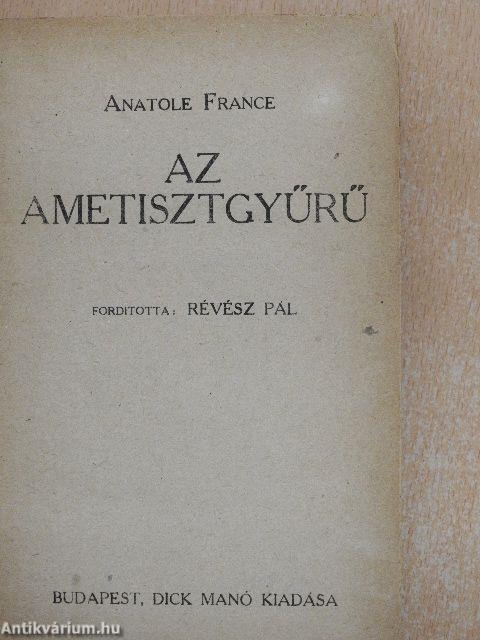 ANATOLE FRANCE
AZ
AMETISZTGYŰRŰ
FORDITOTTA: RÉVÉSZ PÁL
BUDAPEST, DICK MANÓ KIADÁSA
Antikvárium.hu